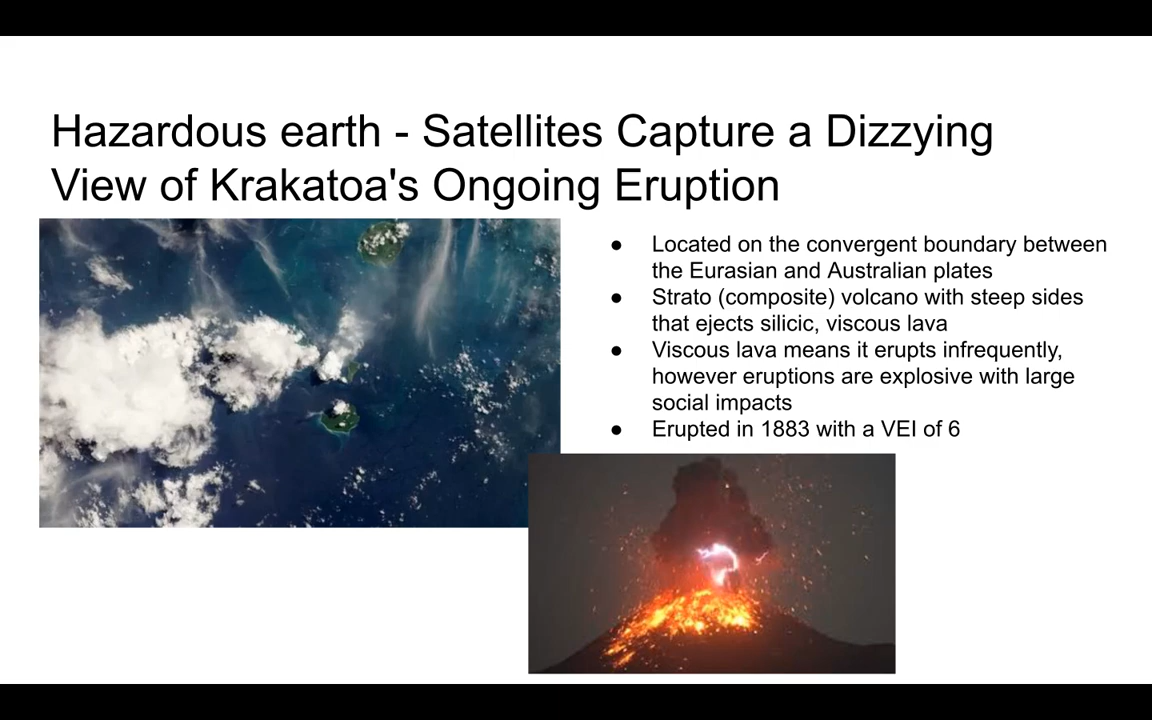 Hazardous earth - Satellites Capture a Dizzying
View of Krakatoa's Ongoing Eruption
● Located on the convergent boundary between
the Eurasian and Australian plates
● Strato (composite) volcano with steep sides
that ejects silicic, viscous lava
● Viscous lava means it erupts infrequently,
however eruptions are explosive with large
social impacts
● Erupted in 1883 with a VEI of 6